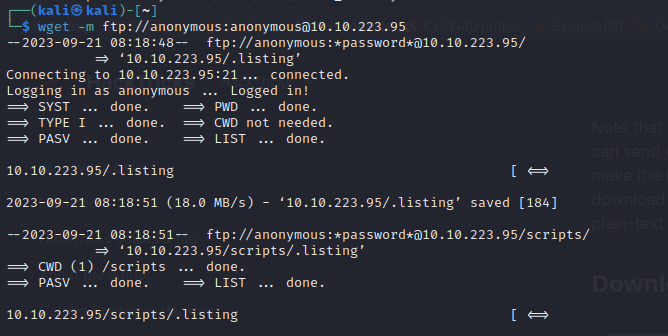 ┌──(kali㉿kali)-[~]
└─$ wget -m ftp://anonymous:anonymous@10.10.223.95
--2023-09-21 08:18:48--  ftp://anonymous:*password*@10.10.223.95/
           => ‘10.10.223.95/.listing’
Connecting to 10.10.223.95:21... connected.
Logging in as anonymous ... Logged in!
==> SYST ... done.    ==> PWD ... done.
==> TYPE I ... done.  ==> CWD not needed.
==> PASV ... done.    ==> LIST ... done.
10.10.223.95/.listing                                          [ <=>
2023-09-21 08:18:51 (18.0 MB/s) - ‘10.10.223.95/.listing’ saved [184]
--2023-09-21 08:18:51--  ftp://anonymous:*password*@10.10.223.95/scripts/
           => ‘10.10.223.95/scripts/.listing’
==> CWD (1) /scripts ... done.
==> PASV ... done.    ==> LIST ... done.
10.10.223.95/scripts/.listing                                  [ <=>
Kali NetHunter
Exploit-DB
Note that
can send
make the
download
plain-text
Downl